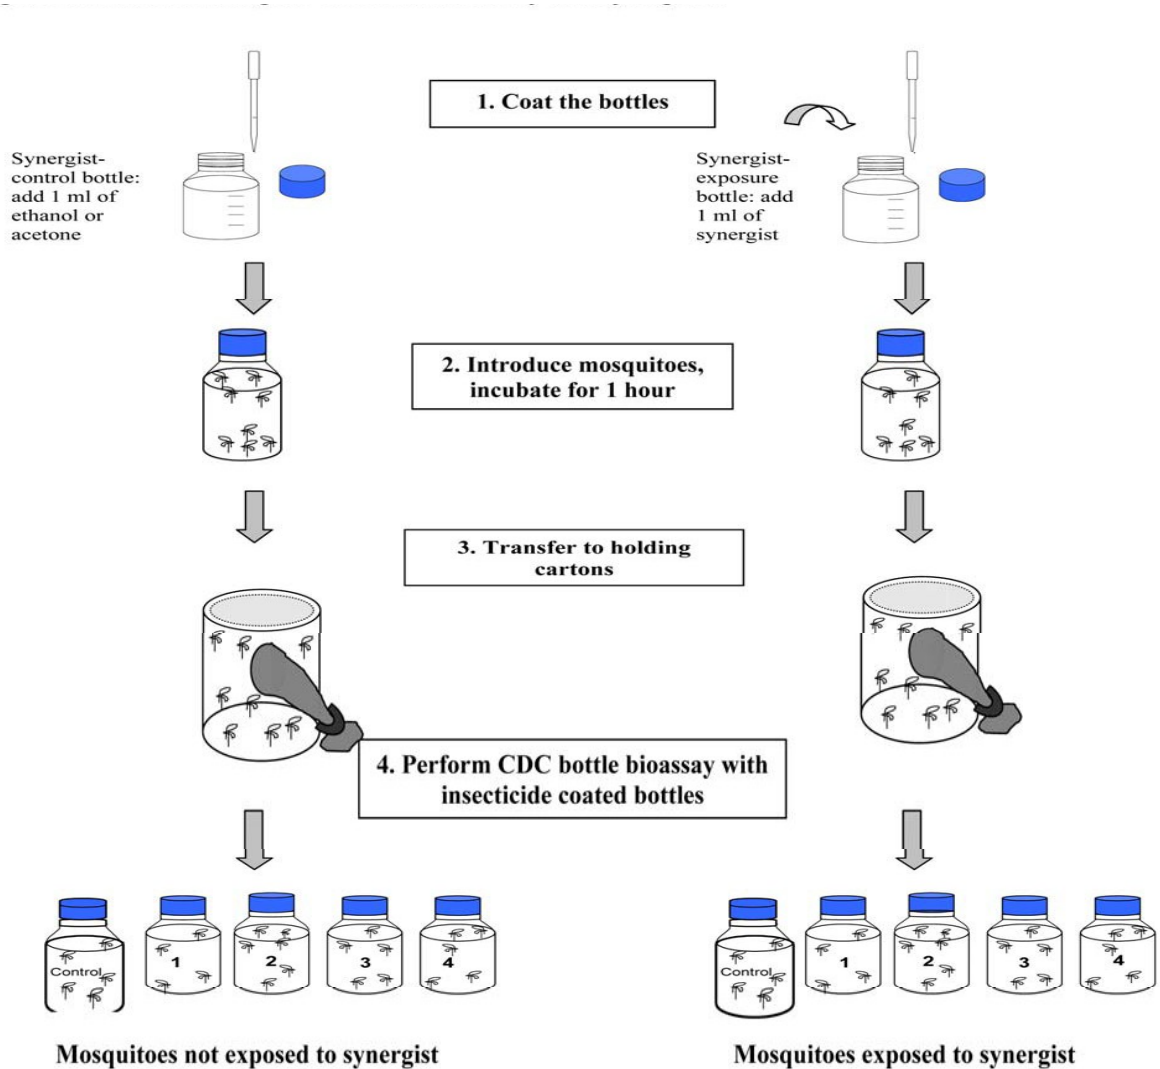 1. Coat the bottles
Synergist-
control bottle:
add 1 ml of
ethanol or
acetone
Synergist-
exposure
bottle: add
1 ml of
synergist
2. Introduce mosquitoes,
incubate for 1 hour
3. Transfer to holding
cartons
4. Perform CDC bottle bioassay with
insecticide coated bottles
Control
1
2
3
4
Control
1
2
3
4
Mosquitoes not exposed to synergist
Mosquitoes exposed to synergist